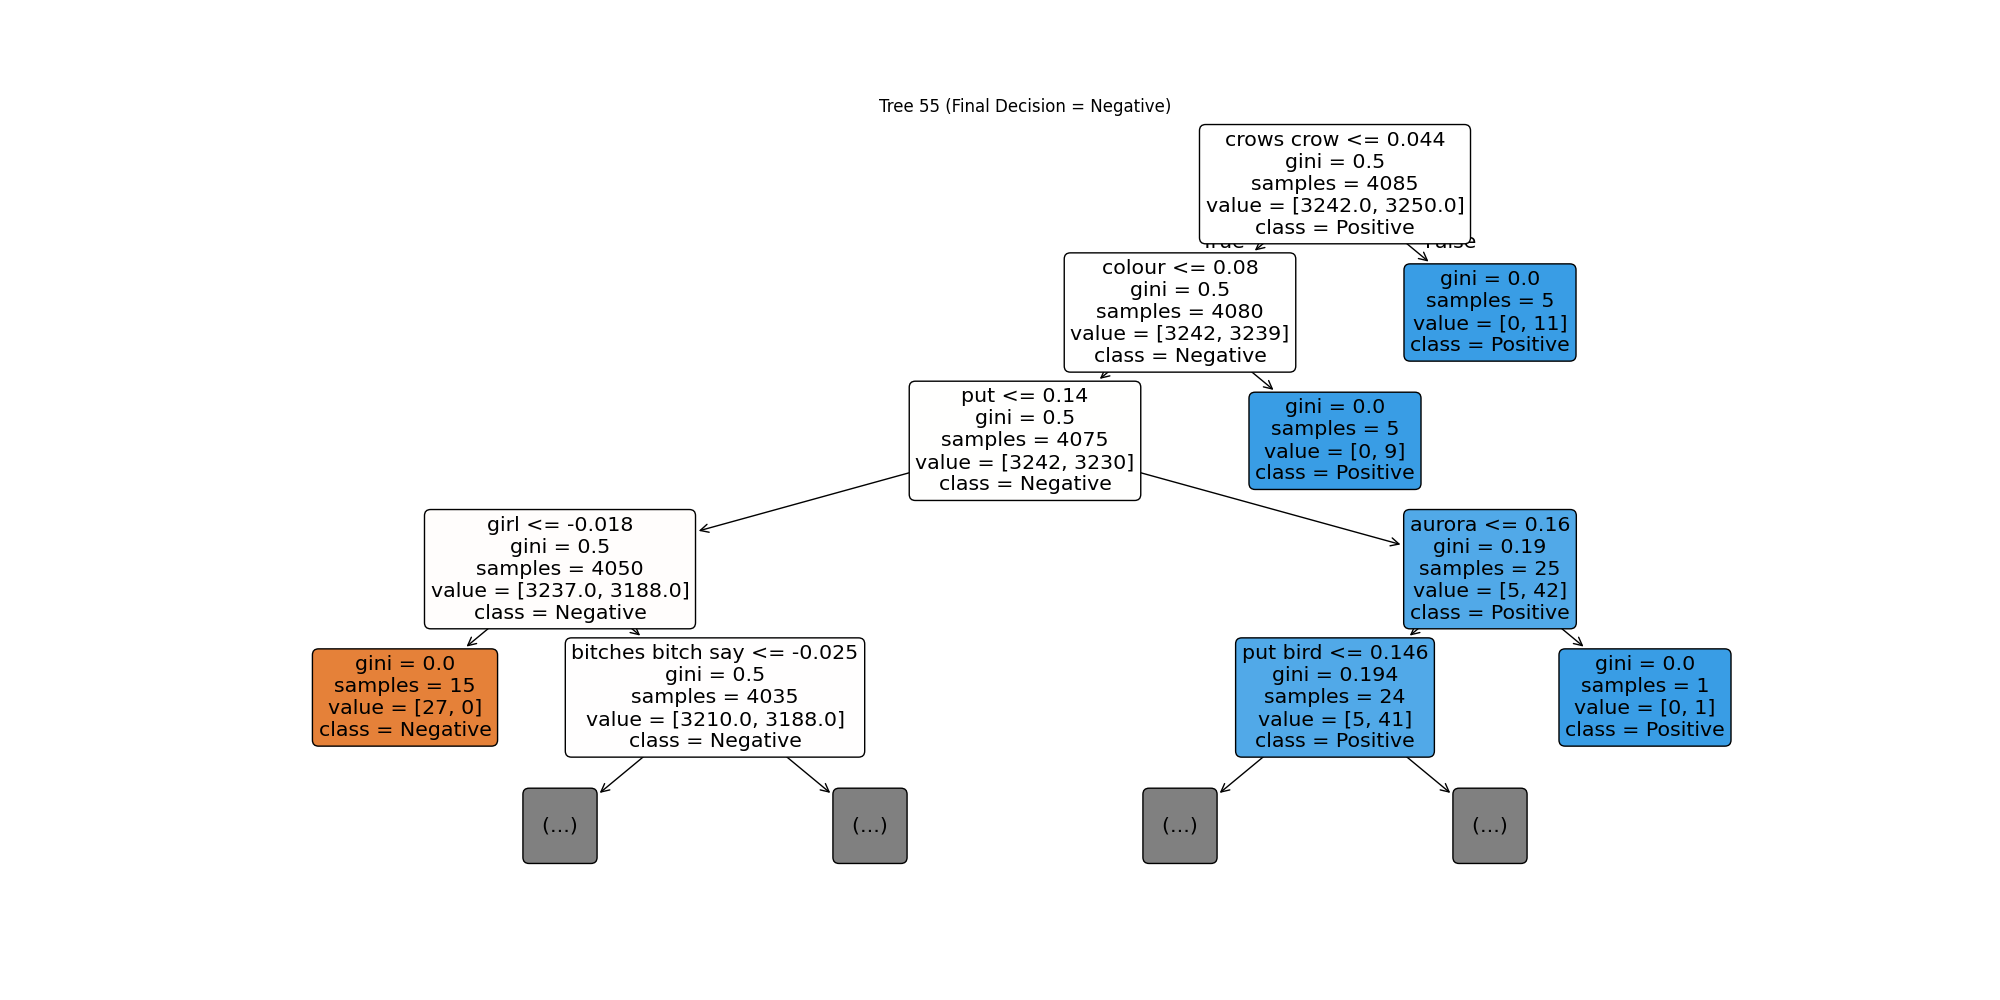 Tree 55 (Final Decision = Negative)
crows crow <= 0.044
gini = 0.5
samples = 4085
value = [3242.0, 3250.0]
class = Positive
True
False
colour <= 0.08
gini = 0.5
samples = 4080
value = [3242, 3239]
class = Negative
gini = 0.0
samples = 5
value = [0, 11]
class = Positive
put <= 0.14
gini = 0.5
samples = 4075
value = [3242, 3230]
class = Negative
gini = 0.0
samples = 5
value = [0, 9]
class = Positive
girl <= -0.018
gini = 0.5
samples = 4050
value = [3237.0, 3188.0]
class = Negative
aurora <= 0.16
gini = 0.19
samples = 25
value = [5, 42]
class = Positive
gini = 0.0
samples = 15
value = [27, 0]
class = Negative
bitches bitch say <= -0.025
gini = 0.5
samples = 4035
value = [3210.0, 3188.0]
class = Negative
put bird <= 0.146
gini = 0.194
samples = 24
value = [5, 41]
class = Positive
gini = 0.0
samples = 1
value = [0, 1]
class = Positive
(...)
(...)
(...)
(...)